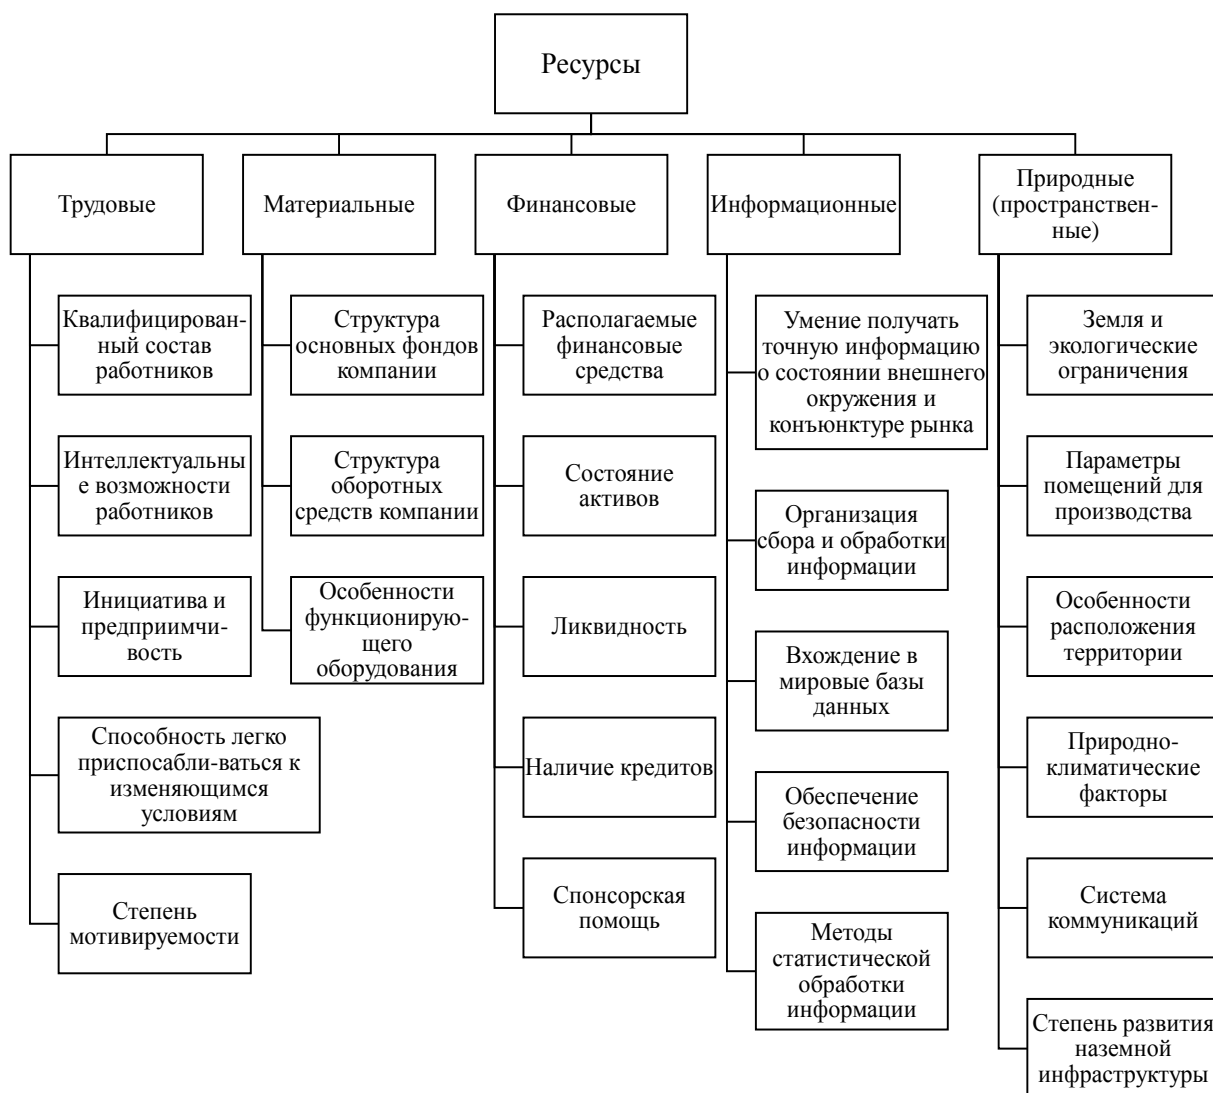 Ресурсы
Трудовые
Квалифицирован-
ный состав
работников
Интеллектуальны
е возможности
работников
Инициатива и
предприимчи-
вость
Способность легко
приспосабли-ваться к
изменяющимся
условиям
Степень
мотивируемости
Материальные
Структура
основных фондов
компании
Структура
оборотных
средств компании
Особенности
функционирую-
щего
оборудования
Финансовые
Располагаемые
финансовые
средства
Состояние
активов
Ликвидность
Наличие кредитов
Спонсорская
помощь
Информационные
Умение получать
точную информацию
о состоянии внешнего
окружения и
конъюнктуре рынка
Организация
сбора и обработки
информации
Вхождение в
мировые базы
данных
Обеспечение
безопасности
информации
Методы
статистической
обработки
информации
Природные
(пространствен-
ные)
Земля и
экологические
ограничения
Параметры
помещений для
производства
Особенности
расположения
территории
Природно-
климатические
факторы
Система
коммуникаций
Степень развития
наземной
инфраструктуры